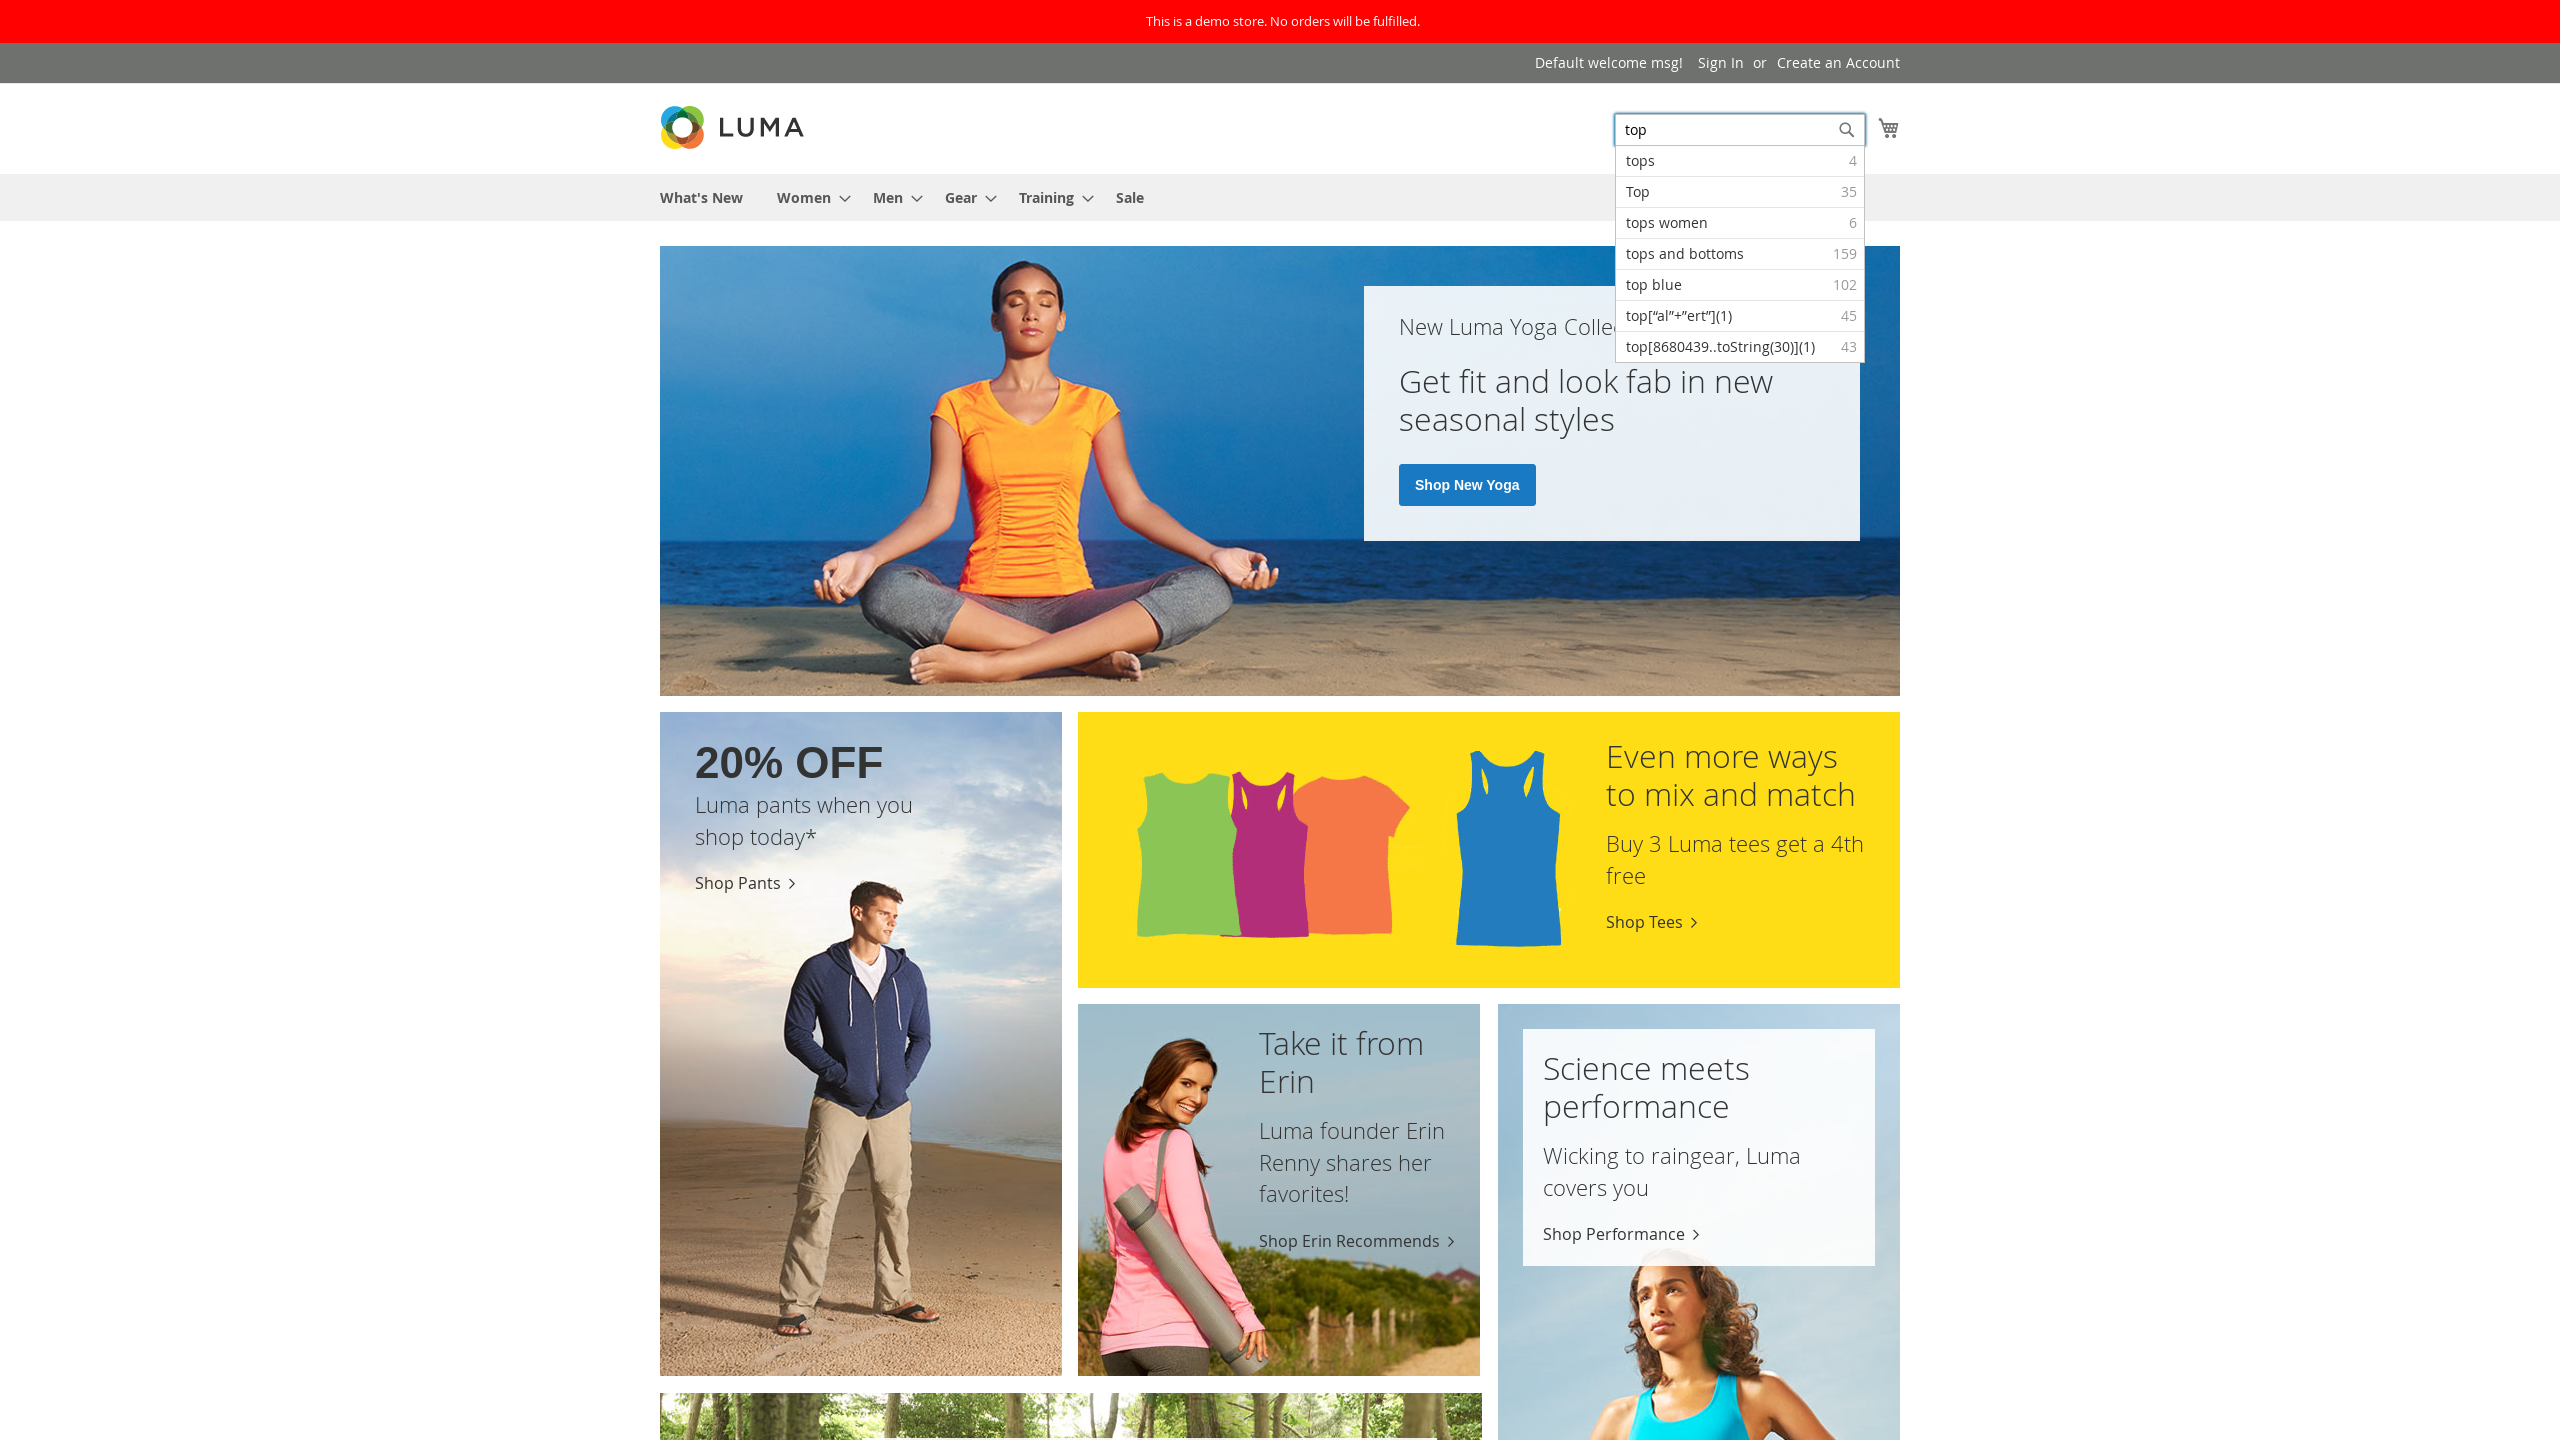 This is a demo store. No orders will be fulfilled.
Default welcome msg! Sign In or Create an Account
LUMA
top
tops 4
Top 35
tops women 6
tops and bottoms 159
top blue 102
top[“al”+”ert”](1) 45
top[8680439..toString(30)](1) 43
What's New Women Men Gear Training Sale
New Luma Yoga Collec
Get fit and look fab in new
seasonal styles
Shop New Yoga
20% OFF
Luma pants when you
shop today*
Shop Pants
Even more ways
to mix and match
Buy 3 Luma tees get a 4th
free
Shop Tees
Take it from
Erin
Luma founder Erin
Renny shares her
favorites!
Shop Erin Recommends
Science meets
performance
Wicking to raingear, Luma
covers you
Shop Performance